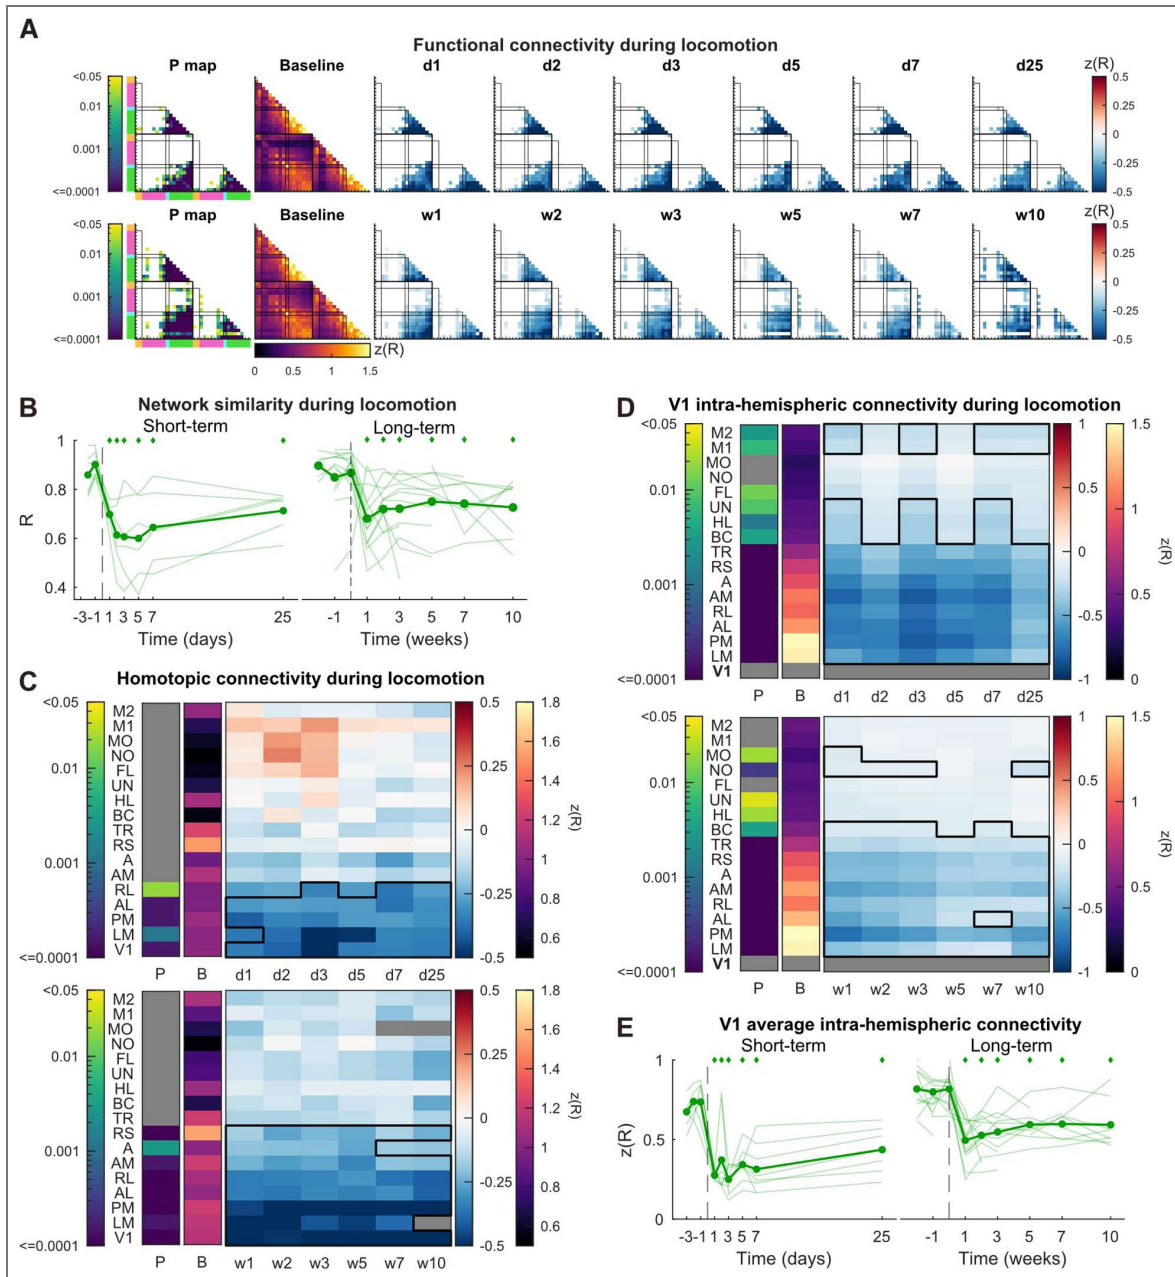 A
Functional connectivity during locomotion
P map Baseline d1 d2 d3 d5 d7 d25 z(R)
<0.05
0.01
0.001
<=0.0001
0.5
0.25
0
-0.25
-0.5
P map Baseline w1 w2 w3 w5 w7 w10 z(R)
<0.05
0.01
0.001
<=0.0001
0.5
0.25
0
-0.25
-0.5
z(R)
0 0.5 1 1.5
B
Network similarity during locomotion
Short-term Long-term
1
0.8
0.6
0.4
R
-3 -1 1 3 5 7 25
-1 1 3 5 7 10
Time (days) Time (weeks)
C
Homotopic connectivity during locomotion
<0.05
0.01
0.001
<=0.0001
M2
M1
MO
NO
FL
UN
HL
BC
TR
RS
A
AM
RL
AL
PM
LM
V1
P B d1 d2 d3 d5 d7 d25
0.5
0.25
0
-0.25
-0.5
1.8
1.6
1.4
1.2
1
0.8
0.6
z(R)
<0.05
0.01
0.001
<=0.0001
M2
M1
MO
NO
FL
UN
HL
BC
TR
RS
A
AM
RL
AL
PM
LM
V1
P B w1 w2 w3 w5 w7 w10
0.5
0.25
0
-0.25
-0.5
1.8
1.6
1.4
1.2
1
0.8
0.6
z(R)
D
V1 intra-hemispheric connectivity during locomotion
<0.05
0.01
0.001
<=0.0001
M2
M1
MO
NO
FL
UN
HL
BC
TR
RS
A
AM
RL
AL
PM
LM
V1
P B d1 d2 d3 d5 d7 d25
1
0.5
0
-0.5
-1
1.5
1
0.5
0
z(R)
<0.05
0.01
0.001
<=0.0001
M2
M1
MO
NO
FL
UN
HL
BC
TR
RS
A
AM
RL
AL
PM
LM
V1
P B w1 w2 w3 w5 w7 w10
1
0.5
0
-0.5
-1
1.5
1
0.5
0
z(R)
E
V1 average intra-hemispheric connectivity
Short-term Long-term
1
0.5
0
z(R)
-3 -1 1 3 5 7 25
-1 1 3 5 7 10
Time (days) Time (weeks)